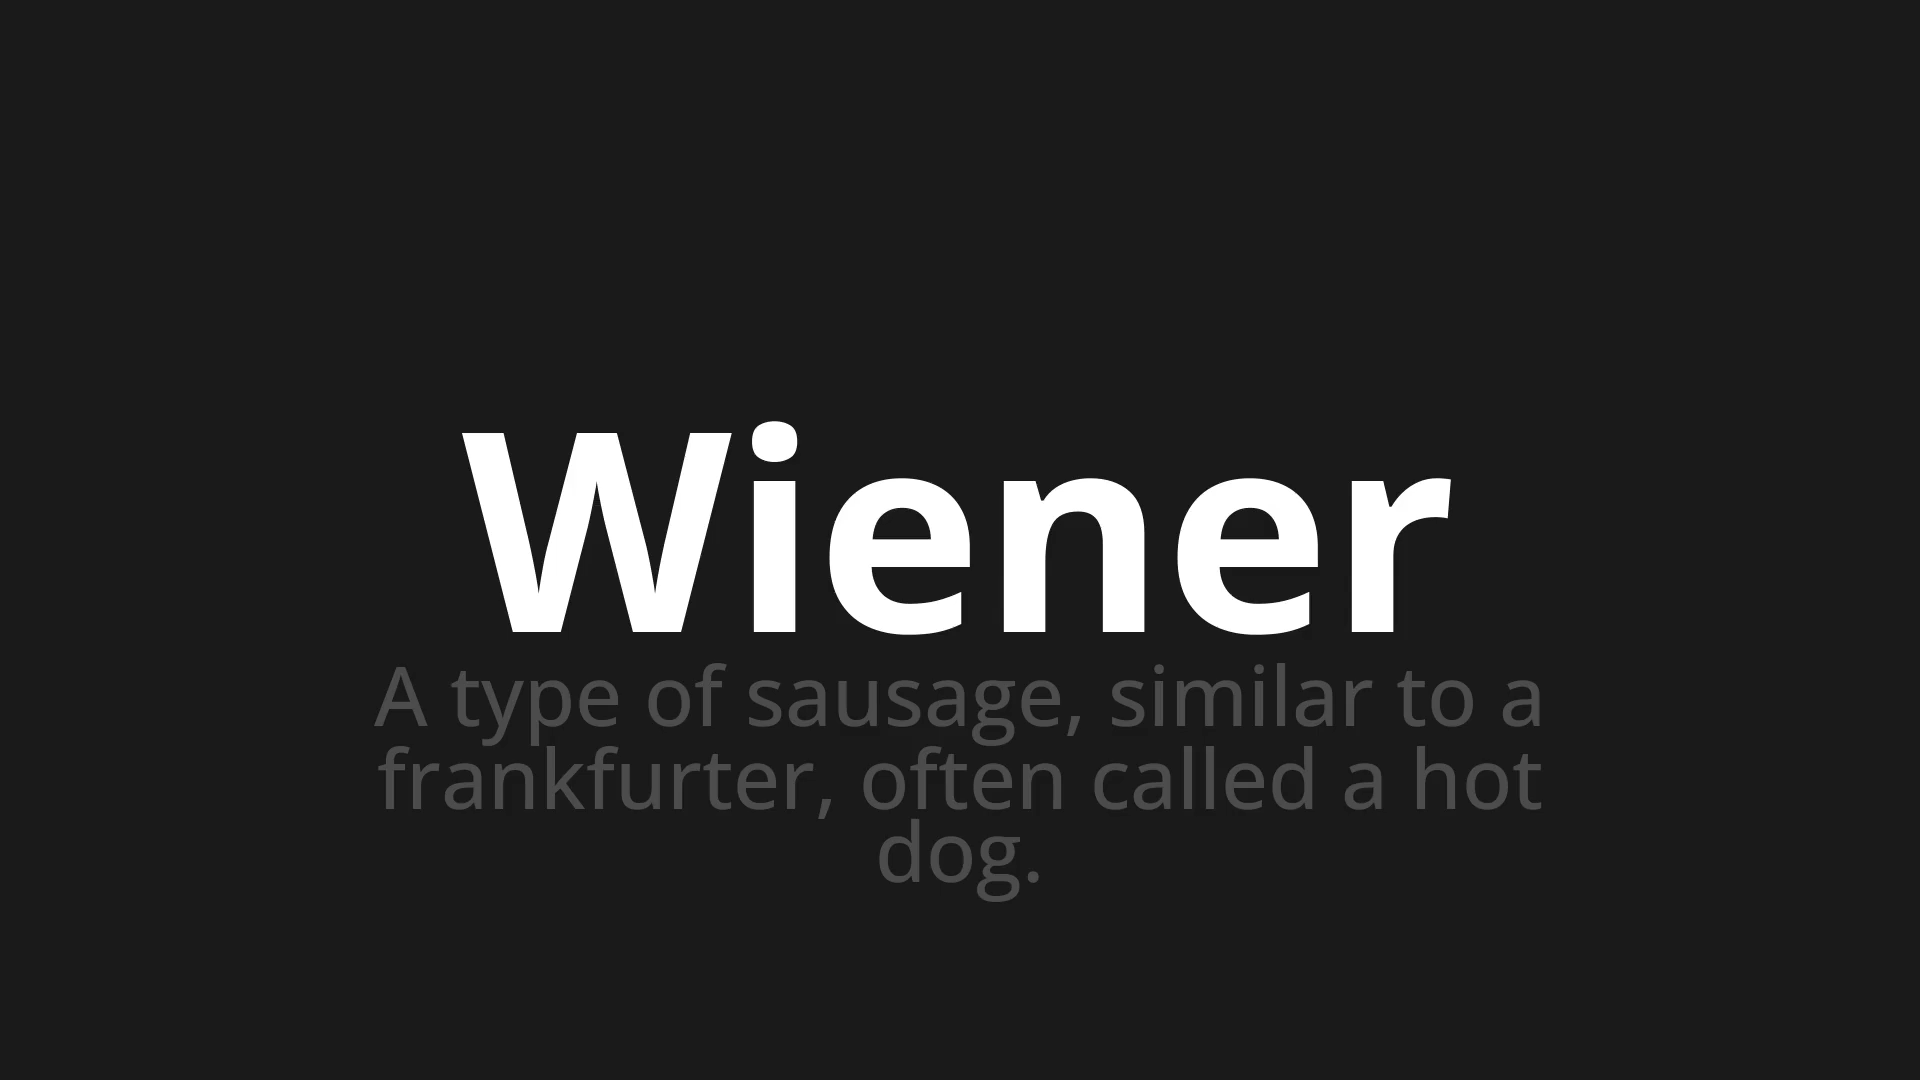 Wiener
A type of sausage, similar to a
frankfurter, often called a hot
dog.